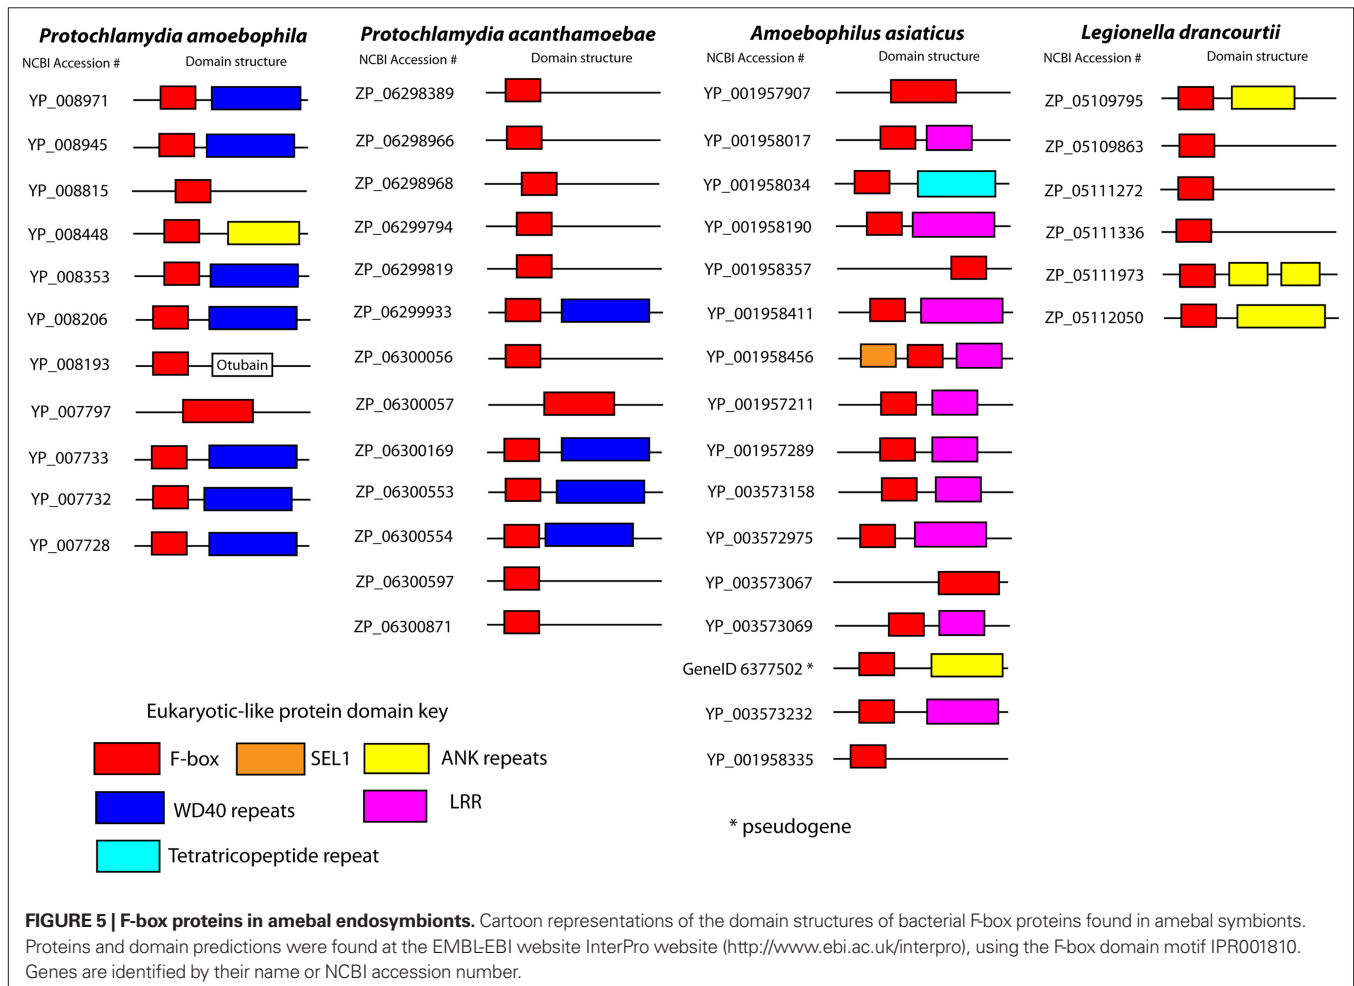 Protochlamydia amoebophila
NCBI Accession # Domain structure
YP_008971
YP_008945
YP_008815
YP_008448
YP_008353
YP_008206
YP_008193 Otubain
YP_007797
YP_007733
YP_007732
YP_007728
Protochlamydia acanthamoebae
NCBI Accession # Domain structure
ZP_06298389
ZP_06298966
ZP_06298968
ZP_06299794
ZP_06299819
ZP_06299933
ZP_06300056
ZP_06300057
ZP_06300169
ZP_06300553
ZP_06300554
ZP_06300597
ZP_06300871
Amoebophilus asiaticus
NCBI Accession # Domain structure
YP_001957907
YP_001958017
YP_001958034
YP_001958190
YP_001958357
YP_001958411
YP_001958456
YP_001957211
YP_001957289
YP_003573158
YP_003572975
YP_003573067
YP_003573069
GeneID 6377502 *
YP_003573232
YP_001958335
Legionella drancourtii
NCBI Accession # Domain structure
ZP_05109795
ZP_05109863
ZP_05111272
ZP_05111336
ZP_05111973
ZP_05112050
Eukaryotic-like protein domain key
F-box SEL1 ANK repeats
WD40 repeats LRR
Tetratricopeptide repeat
* pseudogene
FIGURE 5 | F-box proteins in amebal endosymbionts. Cartoon representations of the domain structures of bacterial F-box proteins found in amebal symbionts.
Proteins and domain predictions were found at the EMBL-EBI website InterPro website (http://www.ebi.ac.uk/interpro), using the F-box domain motif IPR001810.
Genes are identified by their name or NCBI accession number.